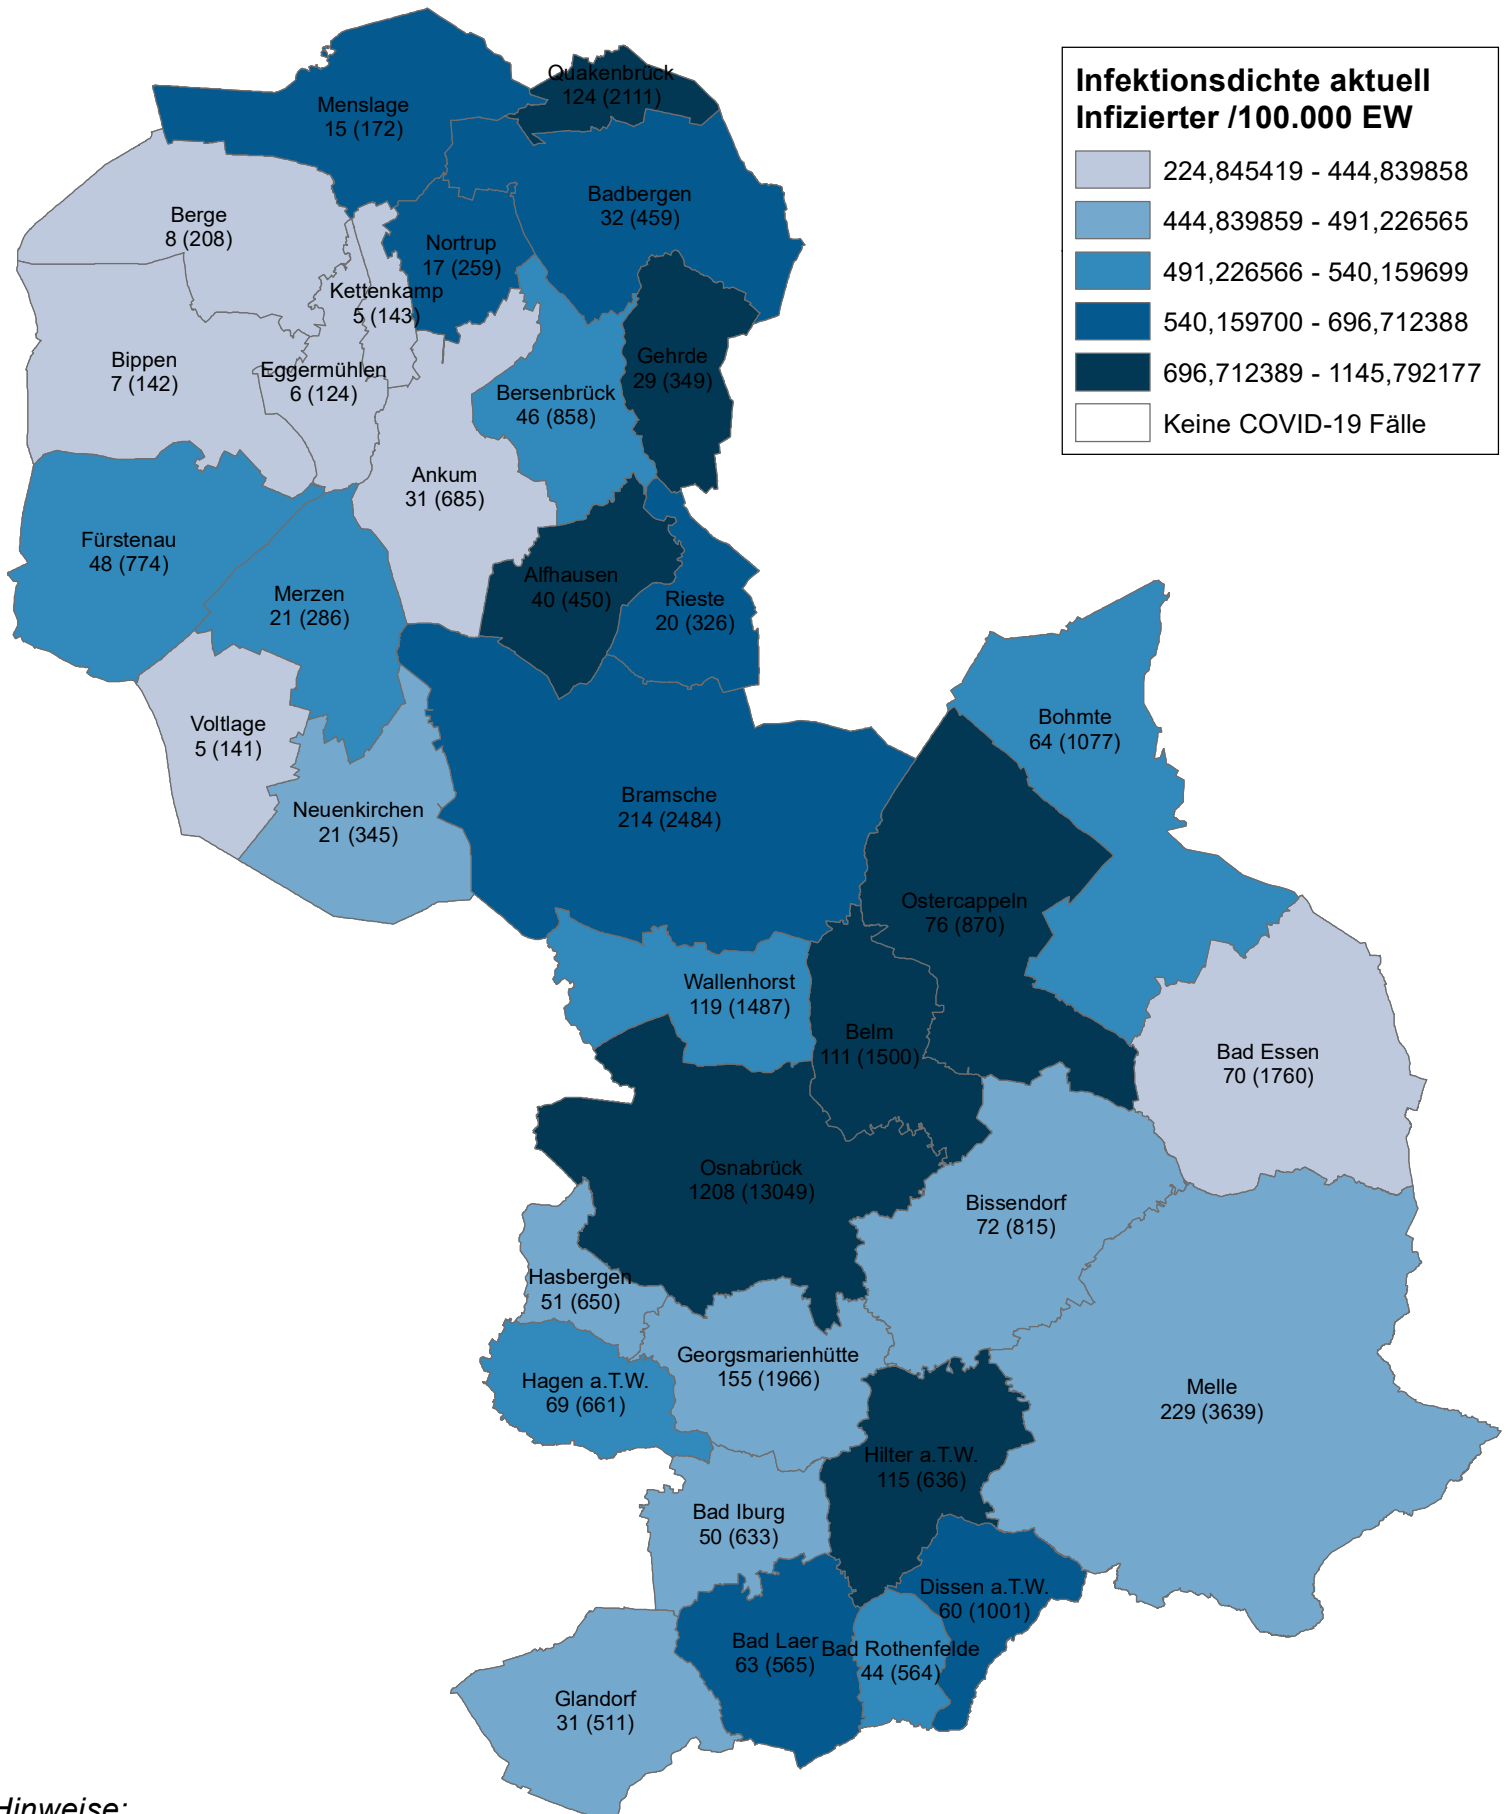 Infektionsdichte aktuell
Infizierter /100.000 EW
224,845419 - 444,839858
444,839859 - 491,226565
491,226566 - 540,159699
540,159700 - 696,712388
696,712389 - 1145,792177
Keine COVID-19 Fälle
Quakenbrück
124 (2111)
Menslage
15 (172)
Badbergen
32 (459)
Berge
8 (208)
Nortrup
17 (259)
Kettenkamp
5 (143)
Bippen
7 (142)
Eggermühlen
6 (124)
Gehrde
29 (349)
Bersenbrück
46 (858)
Ankum
31 (685)
Fürstenau
48 (774)
Merzen
21 (286)
Alfhausen
40 (450)
Rieste
20 (326)
Voltlage
5 (141)
Bohmte
64 (1077)
Neuenkirchen
21 (345)
Bramsche
214 (2484)
Ostercappeln
76 (870)
Wallenhorst
119 (1487)
Belm
111 (1500)
Bad Essen
70 (1760)
Osnabrück
1208 (13049)
Bissendorf
72 (815)
Hasbergen
51 (650)
Georgsmarienhütte
155 (1966)
Hagen a.T.W.
69 (661)
Melle
229 (3639)
Hilter a.T.W.
115 (636)
Bad Iburg
50 (633)
Dissen a.T.W.
60 (1001)
Bad Laer
63 (565)
Bad Rothenfelde
44 (564)
Glandorf
31 (511)
Hinweise: